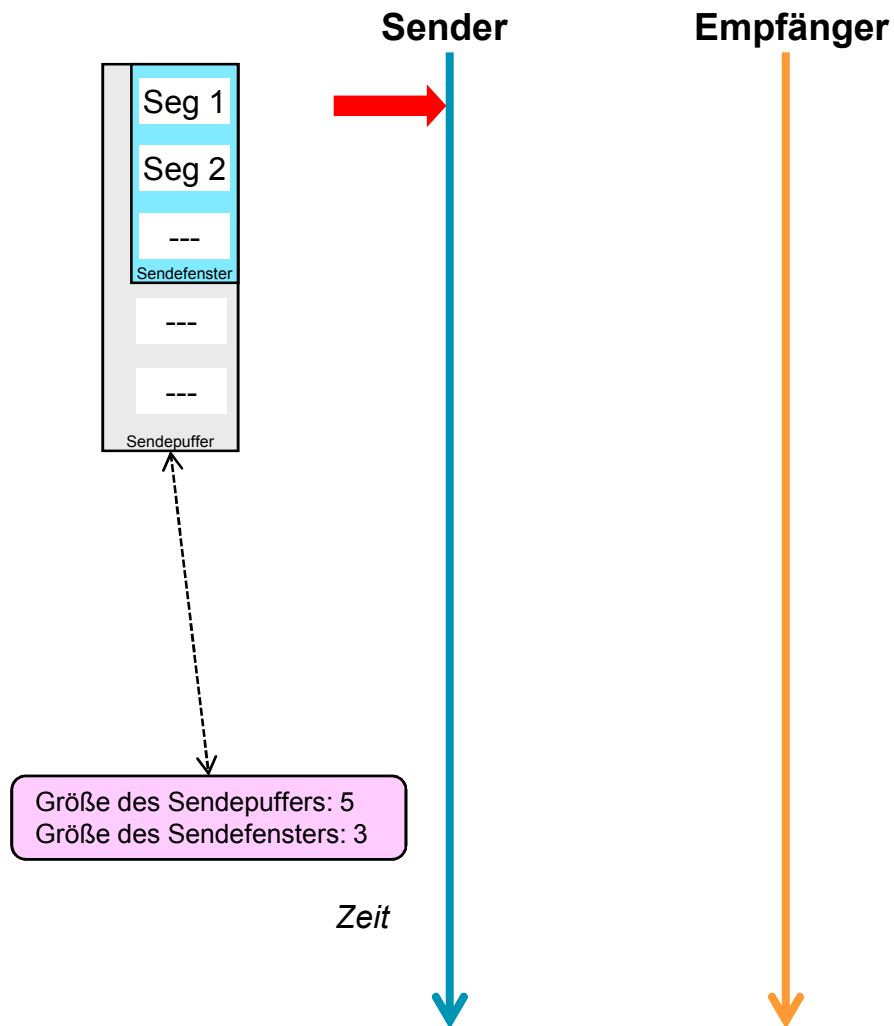 Sender
Empfänger
Seg 1
Seg 2
---
Sendefenster
---
---
Sendepuffer
Größe des Sendepuffers: 5
Größe des Sendefensters: 3
Zeit